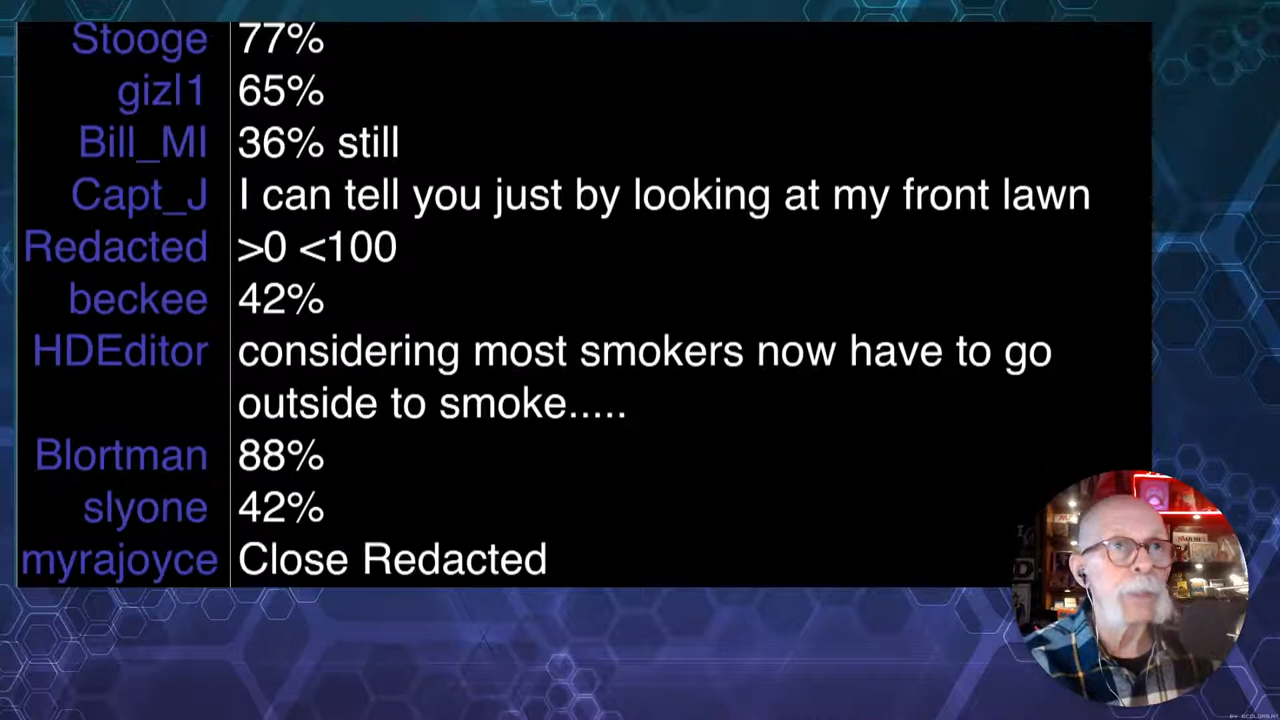 Stooge 77%
gizl1 65%
Bill_MI 36% still
Capt_J I can tell you just by looking at my front lawn
Redacted >0 <100
beckee 42%
HDEditor considering most smokers now have to go
outside to smoke.....
Blortman 88%
slyone 42%
myrajoyce Close Redacted